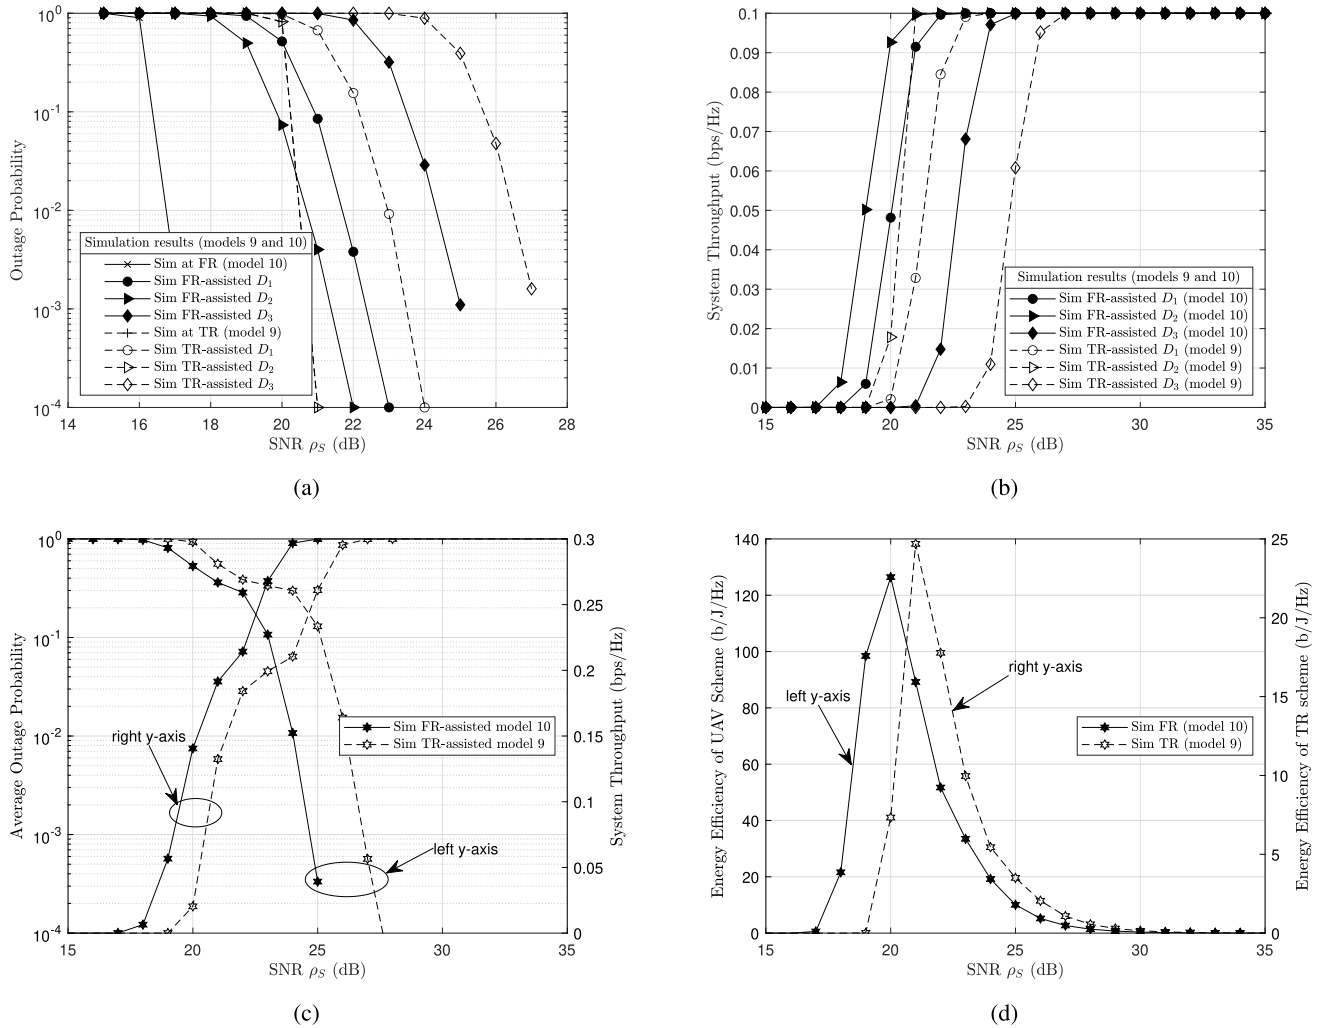 10^0
10^-1
10^-2
10^-3
10^-4
14 16 18 20 22 24 26 28
Outage Probability
SNR ρ_S (dB)
Simulation results (models 9 and 10)
Sim at FR (model 10)
Sim FR-assisted D_1
Sim FR-assisted D_2
Sim FR-assisted D_3
Sim at TR (model 9)
Sim TR-assisted D_1
Sim TR-assisted D_2
Sim TR-assisted D_3
(a)
0.1
0.09
0.08
0.07
0.06
0.05
0.04
0.03
0.02
0.01
0
15 20 25 30 35
System Throughput (bps/Hz)
SNR ρ_S (dB)
Simulation results (models 9 and 10)
Sim FR-assisted D_1 (model 10)
Sim FR-assisted D_2 (model 10)
Sim FR-assisted D_3 (model 10)
Sim TR-assisted D_1 (model 9)
Sim TR-assisted D_2 (model 9)
Sim TR-assisted D_3 (model 9)
(b)
10^0
10^-1
10^-2
10^-3
10^-4
15 20 25 30 35
Average Outage Probability
SNR ρ_S (dB)
0.3
0.25
0.2
0.15
0.1
0.05
0
System Throughput (bps/Hz)
Sim FR-assisted model 10
Sim TR-assisted model 9
right y-axis
left y-axis
(c)
140
120
100
80
60
40
20
0
15 20 25 30 35
Energy Efficiency of UAV Scheme (b/J/Hz)
SNR ρ_S (dB)
25
20
15
10
5
0
Energy Efficiency of TR scheme (b/J/Hz)
right y-axis
left y-axis
Sim FR (model 10)
Sim TR (model 9)
(d)